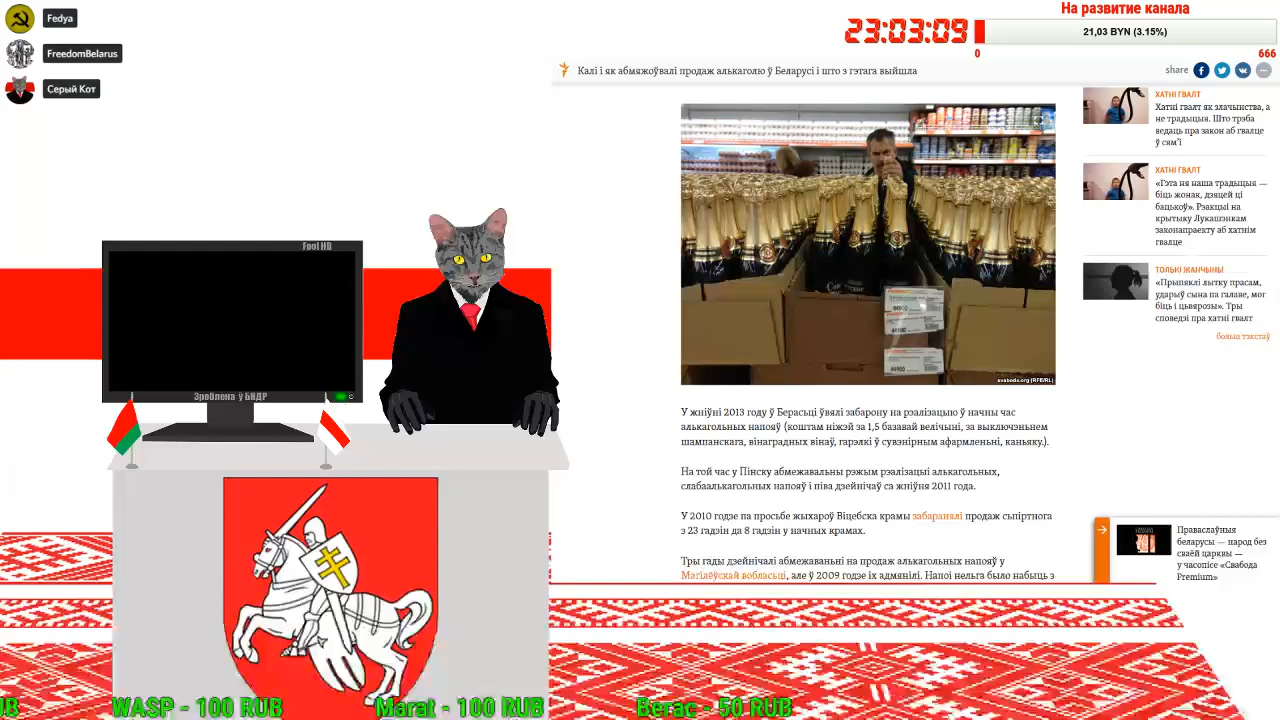 Fedya
FreedomBelarus
Серый Кот
На развитие канала
23:03:09
21,03 BYN (3.15%)
0
666
Калі і як абмяжоўвалі продаж алькаголю ў Беларусі і што з гэтага выйшла
share
ХАТНІ ГВАЛТ
Хатні гвалт як злачынства, а
не традыцыя. Што трэба
ведаць пра закон аб гвалце
ў сям'і
ХАТНІ ГВАЛТ
«Гэта ня наша традыцыя —
біць жонак, дзяцей ці
бацькоў». Рэакцыі на
крытыку Лукашэнкам
законапраекту аб хатнім
гвалце
ТОЛЬКІ ЖАНЧЫНЫ
«Прыпяклі лытку прасам,
ударыў сына па галаве, мог
біць і цьвярозы». Тры
споведзі пра хатні гвалт
больш тэкстаў
svaboda.org (RFE/RL)
Fool HD
Зроблена ў БНДР
У жніўні 2013 году ў Берасьці ўвялі забарону на рэалізацыю ў начны час
алькагольных напояў (коштам ніжэй за 1,5 базавай велічыні, за выключэньнем
шампанскага, вінаградных вінаў, гарэлкі ў сувэнірным афармленьні, каньяку.).
На той час у Пінску абмежавальны рэжым рэалізацыі алькагольных,
слабаалькагольных напояў і піва дзейнічаў са жніўня 2011 года.
У 2010 годзе па просьбе жыхароў Віцебска крамы забаранялі продаж сьпіртнога
з 23 гадзін да 8 гадзін у начных крамах.
Тры гады дзейнічалі абмежаваньні на продаж алькагольных напояў у
Магілёўскай вобласьці, але ў 2009 годзе іх адмянілі. Напоі нельга было набыць з
Праваслаўныя
беларусы — народ без
сваёй царквы —
у часопісе «Свабода
Premium»
UB
WASP - 100 RUB
Marat - 100 RUB
Вегас - 50 RUB